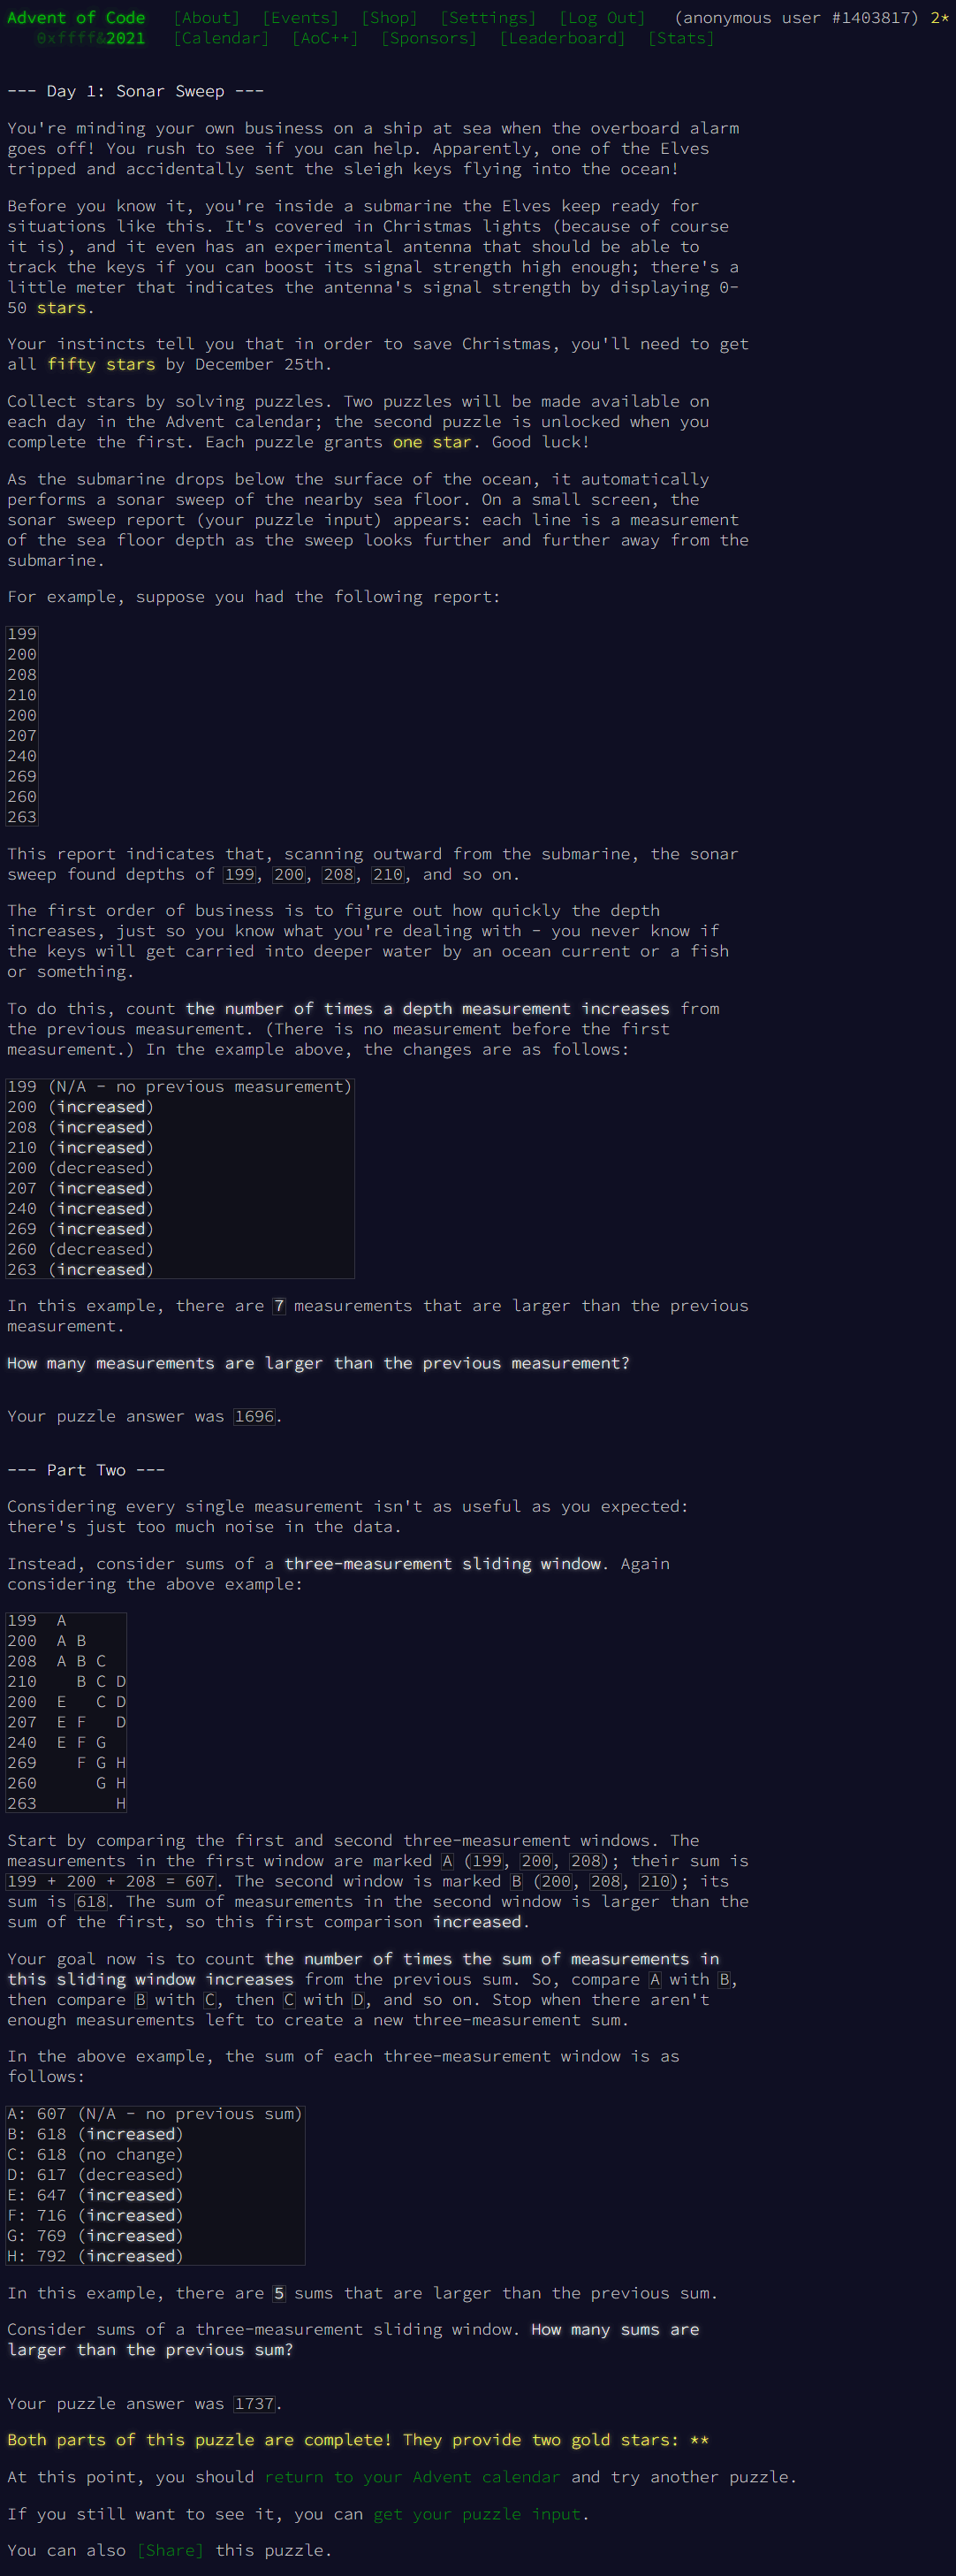 Advent of Code [About] [Events] [Shop] [Settings] [Log Out] (anonymous user #1403817) 2*
0xffff&2021 [Calendar] [AoC++] [Sponsors] [Leaderboard] [Stats]
--- Day 1: Sonar Sweep ---
You're minding your own business on a ship at sea when the overboard alarm
goes off! You rush to see if you can help. Apparently, one of the Elves
tripped and accidentally sent the sleigh keys flying into the ocean!
Before you know it, you're inside a submarine the Elves keep ready for
situations like this. It's covered in Christmas lights (because of course
it is), and it even has an experimental antenna that should be able to
track the keys if you can boost its signal strength high enough; there's a
little meter that indicates the antenna's signal strength by displaying 0-
50 stars.
Your instincts tell you that in order to save Christmas, you'll need to get
all fifty stars by December 25th.
Collect stars by solving puzzles. Two puzzles will be made available on
each day in the Advent calendar; the second puzzle is unlocked when you
complete the first. Each puzzle grants one star. Good luck!
As the submarine drops below the surface of the ocean, it automatically
performs a sonar sweep of the nearby sea floor. On a small screen, the
sonar sweep report (your puzzle input) appears: each line is a measurement
of the sea floor depth as the sweep looks further and further away from the
submarine.
For example, suppose you had the following report:
199
200
208
210
200
207
240
269
260
263
This report indicates that, scanning outward from the submarine, the sonar
sweep found depths of 199, 200, 208, 210, and so on.
The first order of business is to figure out how quickly the depth
increases, just so you know what you're dealing with - you never know if
the keys will get carried into deeper water by an ocean current or a fish
or something.
To do this, count the number of times a depth measurement increases from
the previous measurement. (There is no measurement before the first
measurement.) In the example above, the changes are as follows:
199 (N/A - no previous measurement)
200 (increased)
208 (increased)
210 (increased)
200 (decreased)
207 (increased)
240 (increased)
269 (increased)
260 (decreased)
263 (increased)
In this example, there are 7 measurements that are larger than the previous
measurement.
How many measurements are larger than the previous measurement?
Your puzzle answer was 1696.
--- Part Two ---
Considering every single measurement isn't as useful as you expected:
there's just too much noise in the data.
Instead, consider sums of a three-measurement sliding window. Again
considering the above example:
199  A
200  A B
208  A B C
210    B C D
200  E   C D
207  E F   D
240  E F G
269    F G H
260      G H
263        H
Start by comparing the first and second three-measurement windows. The
measurements in the first window are marked A (199, 200, 208); their sum is
199 + 200 + 208 = 607. The second window is marked B (200, 208, 210); its
sum is 618. The sum of measurements in the second window is larger than the
sum of the first, so this first comparison increased.
Your goal now is to count the number of times the sum of measurements in
this sliding window increases from the previous sum. So, compare A with B,
then compare B with C, then C with D, and so on. Stop when there aren't
enough measurements left to create a new three-measurement sum.
In the above example, the sum of each three-measurement window is as
follows:
A: 607 (N/A - no previous sum)
B: 618 (increased)
C: 618 (no change)
D: 617 (decreased)
E: 647 (increased)
F: 716 (increased)
G: 769 (increased)
H: 792 (increased)
In this example, there are 5 sums that are larger than the previous sum.
Consider sums of a three-measurement sliding window. How many sums are
larger than the previous sum?
Your puzzle answer was 1737.
Both parts of this puzzle are complete! They provide two gold stars: **
At this point, you should return to your Advent calendar and try another puzzle.
If you still want to see it, you can get your puzzle input.
You can also [Share] this puzzle.